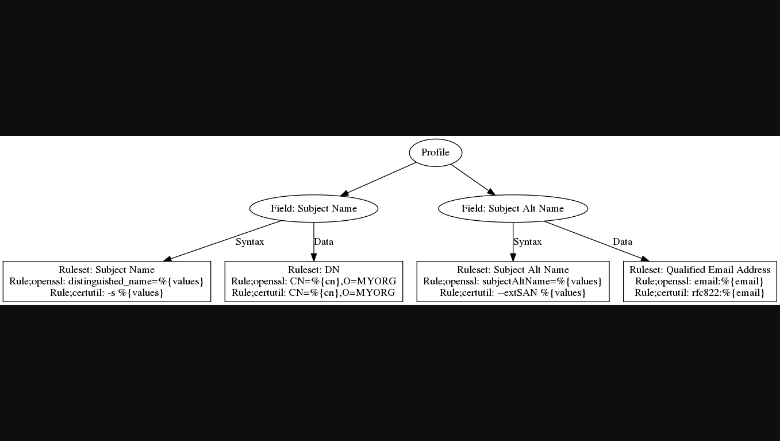 Profile
Field: Subject Name
Field: Subject Alt Name
Syntax
Data
Syntax
Data
Ruleset: Subject Name
Rule;openssl: distinguished_name=%{values}
Rule;certutil: -s %{values}
Ruleset: DN
Rule;openssl: CN=%{cn},O=MYORG
Rule;certutil: CN=%{cn},O=MYORG
Ruleset: Subject Alt Name
Rule;openssl: subjectAltName=%{values}
Rule;certutil: --extSAN %{values}
Ruleset: Qualified Email Address
Rule;openssl: email:%{email}
Rule;certutil: rfc822:%{email}